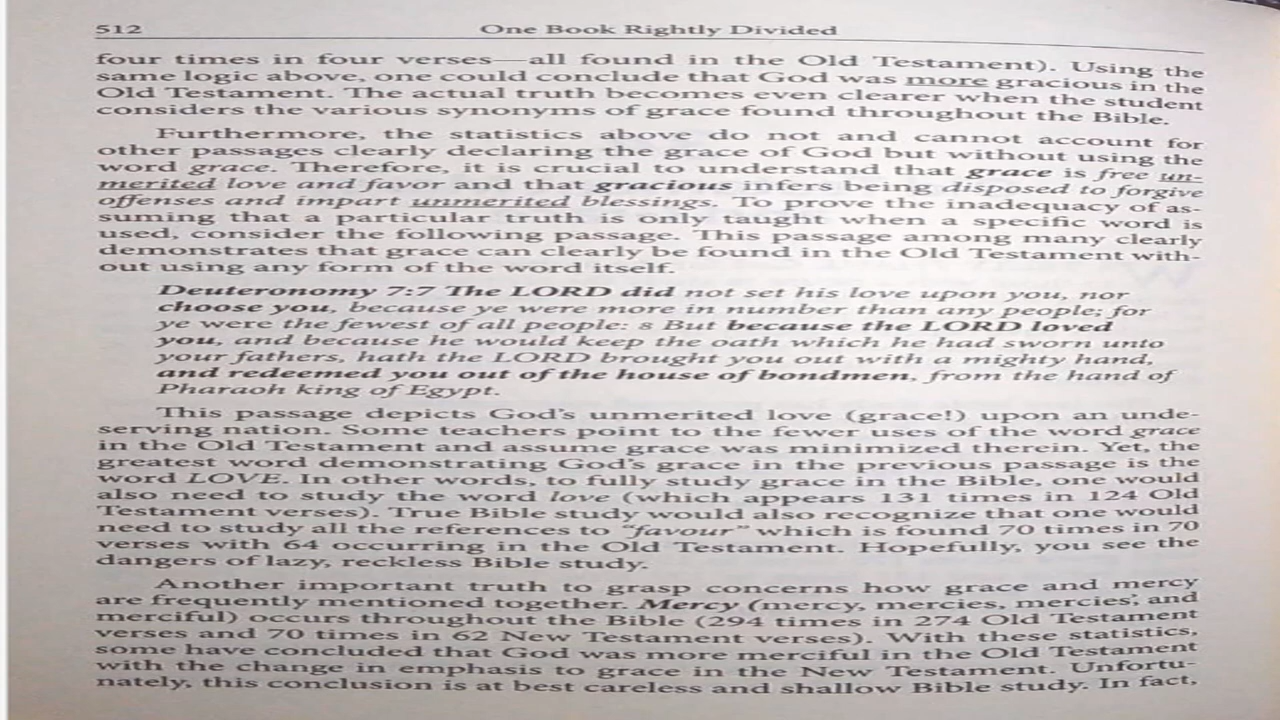 512 One Book Rightly Divided
four times in four verses—all found in the Old Testament). Using the
same logic above, one could conclude that God was more gracious in the
Old Testament. The actual truth becomes even clearer when the student
considers the various synonyms of grace found throughout the Bible.
Furthermore, the statistics above do not and cannot account for
other passages clearly declaring the grace of God but without using the
word grace. Therefore, it is crucial to understand that grace is free un-
merited love and favor and that gracious infers being disposed to forgive
offenses and impart unmerited blessings. To prove the inadequacy of as-
suming that a particular truth is only taught when a specific word is
used, consider the following passage. This passage among many clearly
demonstrates that grace can clearly be found in the Old Testament with-
out using any form of the word itself.
Deuteronomy 7:7 The LORD did not set his love upon you, nor
choose you, because ye were more in number than any people; for
ye were the fewest of all people: 8 But because the LORD loved
you, and because he would keep the oath which he had sworn unto
your fathers, hath the LORD brought you out with a mighty hand,
and redeemed you out of the house of bondmen, from the hand of
Pharaoh king of Egypt.
This passage depicts God's unmerited love (grace!) upon an unde-
serving nation. Some teachers point to the fewer uses of the word grace
in the Old Testament and assume grace was minimized therein. Yet, the
greatest word demonstrating God's grace in the previous passage is the
word LOVE. In other words, to fully study grace in the Bible, one would
also need to study the word love (which appears 131 times in 124 Old
Testament verses). True Bible study would also recognize that one would
need to study all the references to "favour" which is found 70 times in 70
verses with 64 occurring in the Old Testament. Hopefully, you see the
dangers of lazy, reckless Bible study.
Another important truth to grasp concerns how grace and mercy
are frequently mentioned together. Mercy (mercy, mercies, mercies', and
merciful) occurs throughout the Bible (294 times in 274 Old Testament
verses and 70 times in 62 New Testament verses). With these statistics,
some have concluded that God was more merciful in the Old Testament
with the change in emphasis to grace in the New Testament. Unfortu-
nately, this conclusion is at best careless and shallow Bible study. In fact,